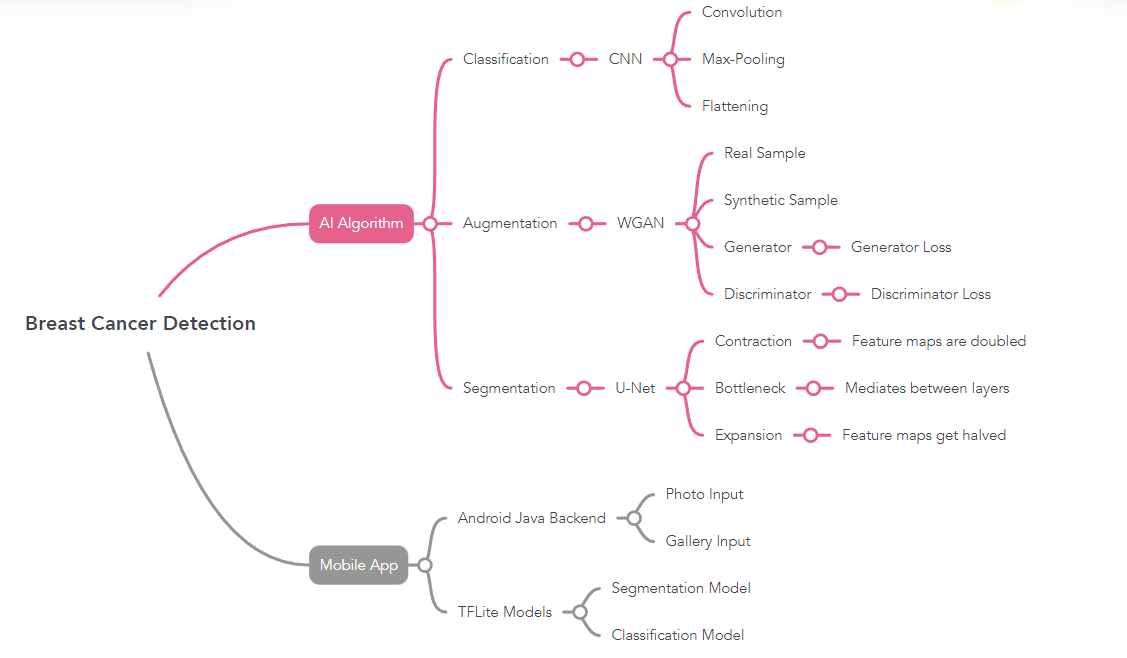 Breast Cancer Detection
AI Algorithm
Classification
CNN
Convolution
Max-Pooling
Flattening
Augmentation
WGAN
Real Sample
Synthetic Sample
Generator
Generator Loss
Discriminator
Discriminator Loss
Segmentation
U-Net
Contraction
Feature maps are doubled
Bottleneck
Mediates between layers
Expansion
Feature maps get halved
Mobile App
Android Java Backend
Photo Input
Gallery Input
TFLite Models
Segmentation Model
Classification Model